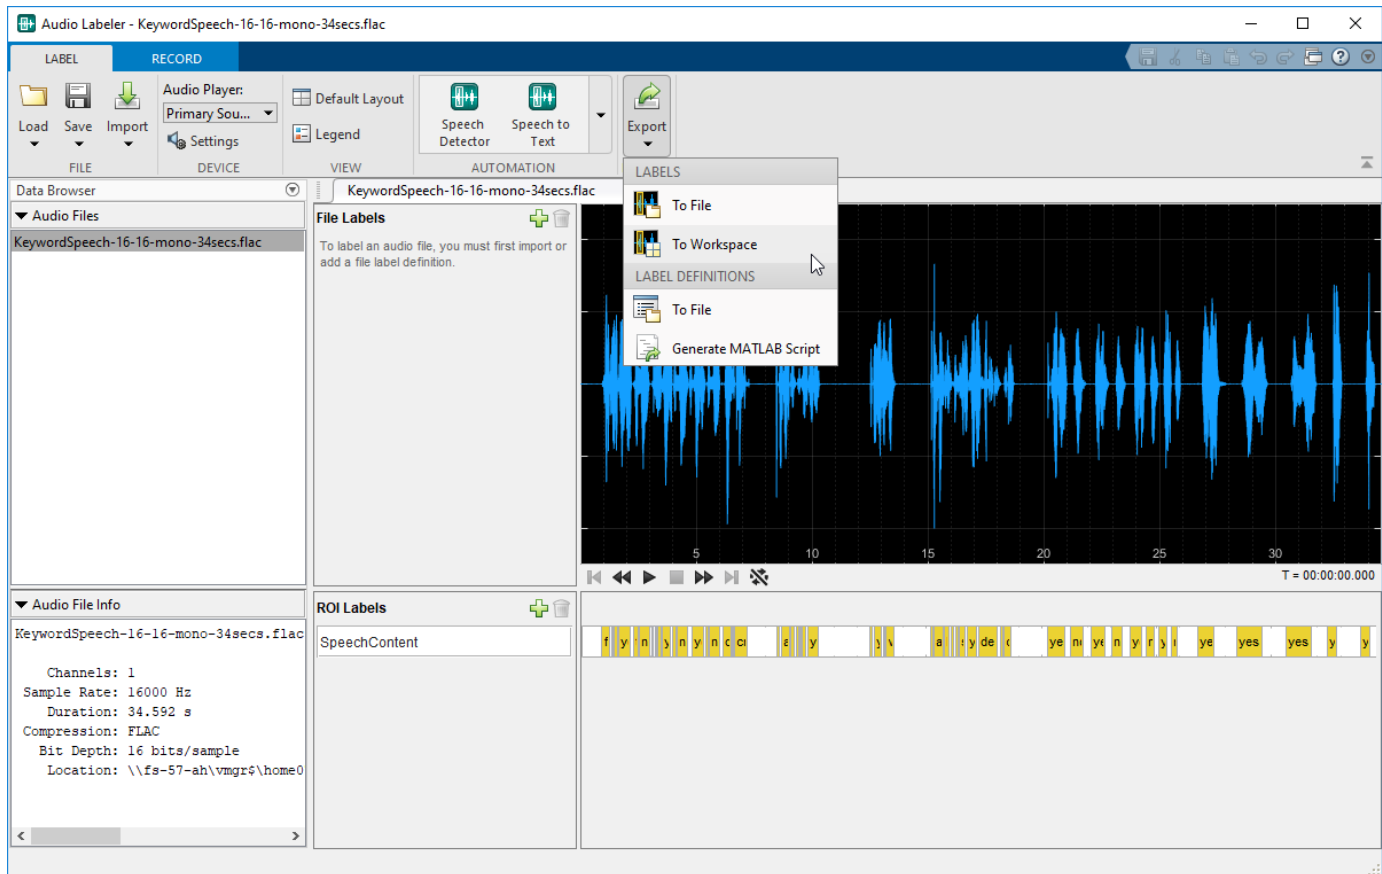 Audio Labeler - KeywordSpeech-16-16-mono-34secs.flac
LABEL
RECORD
Load
Save
Import
FILE
Audio Player:
Primary Sou...
Settings
DEVICE
Default Layout
Legend
VIEW
Speech Detector
Speech to Text
AUTOMATION
Export
LABELS
To File
To Workspace
LABEL DEFINITIONS
To File
Generate MATLAB Script
Data Browser
Audio Files
KeywordSpeech-16-16-mono-34secs.flac
KeywordSpeech-16-16-mono-34secs.flac
File Labels
To label an audio file, you must first import or
add a file label definition.
5 10 15 20 25 30
T = 00:00:00.000
Audio File Info
KeywordSpeech-16-16-mono-34secs.flac
Channels: 1
Sample Rate: 16000 Hz
Duration: 34.592 s
Compression: FLAC
Bit Depth: 16 bits/sample
Location: \\fs-57-ah\vmgr$\home0
ROI Labels
SpeechContent
f y n y n y n c y a y de ye ye n y r y ye yes yes y y